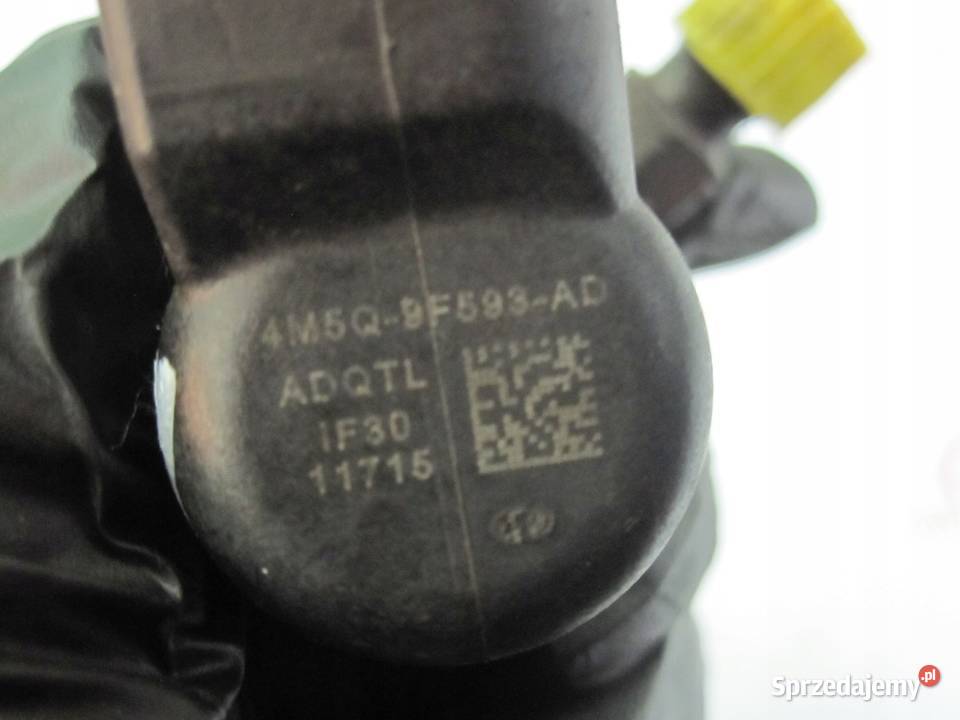 4M5Q-9F593-AD
ADQTL
IF30
11715
Sprzedajemy.pl